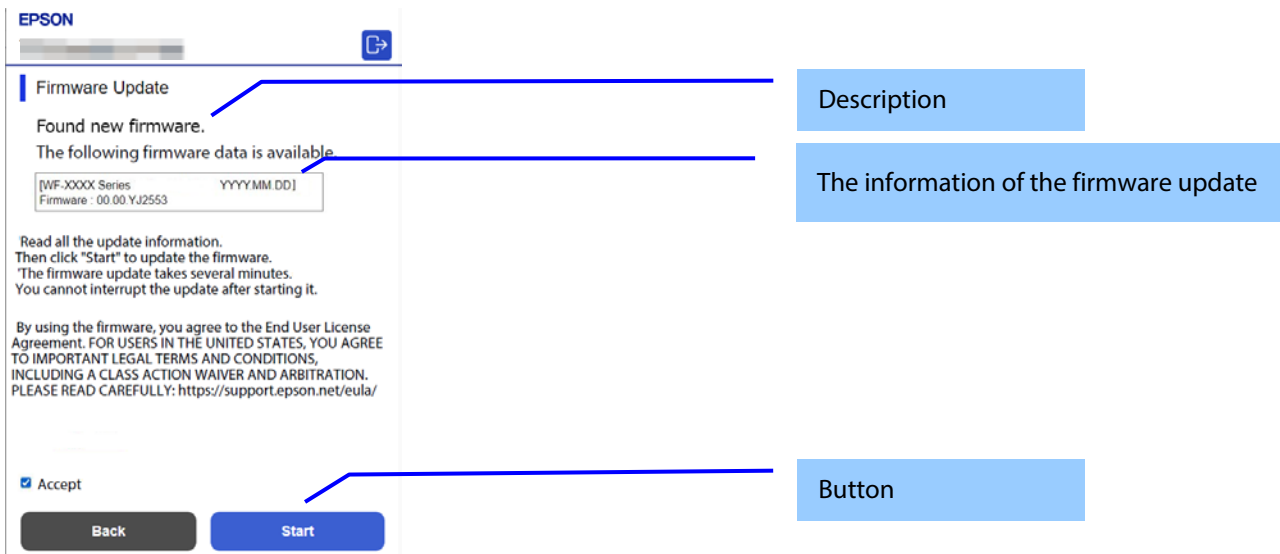 EPSON
Firmware Update
Found new firmware.
The following firmware data is available.
[WF-XXXX Series YYYY.MM.DD]
Firmware : 00.00.YJ2553
Read all the update information.
Then click "Start" to update the firmware.
'The firmware update takes several minutes.
You cannot interrupt the update after starting it.
By using the firmware, you agree to the End User License
Agreement. FOR USERS IN THE UNITED STATES, YOU AGREE
TO IMPORTANT LEGAL TERMS AND CONDITIONS,
INCLUDING A CLASS ACTION WAIVER AND ARBITRATION.
PLEASE READ CAREFULLY: https://support.epson.net/eula/
Accept
Back
Start
Description
The information of the firmware update
Button